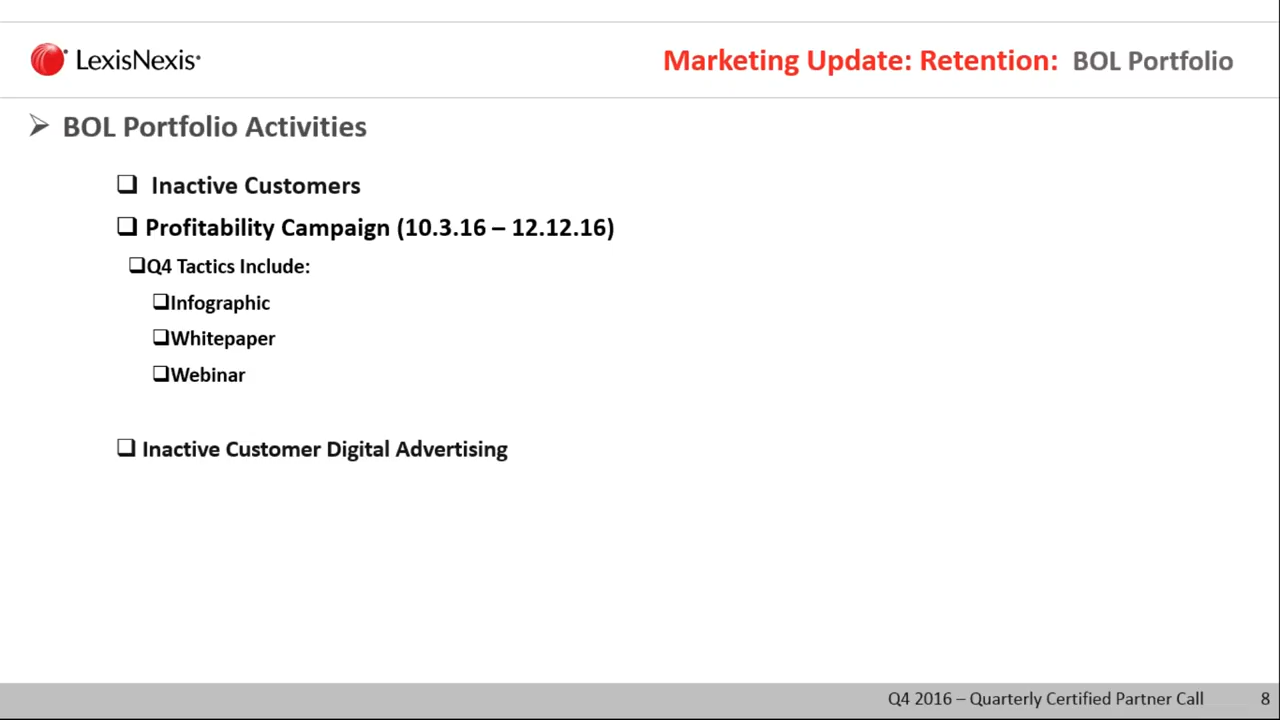 LexisNexis
Marketing Update: Retention: BOL Portfolio
BOL Portfolio Activities
Inactive Customers
Profitability Campaign (10.3.16 – 12.12.16)
Q4 Tactics Include:
Infographic
Whitepaper
Webinar
Inactive Customer Digital Advertising
Q4 2016 – Quarterly Certified Partner Call 8